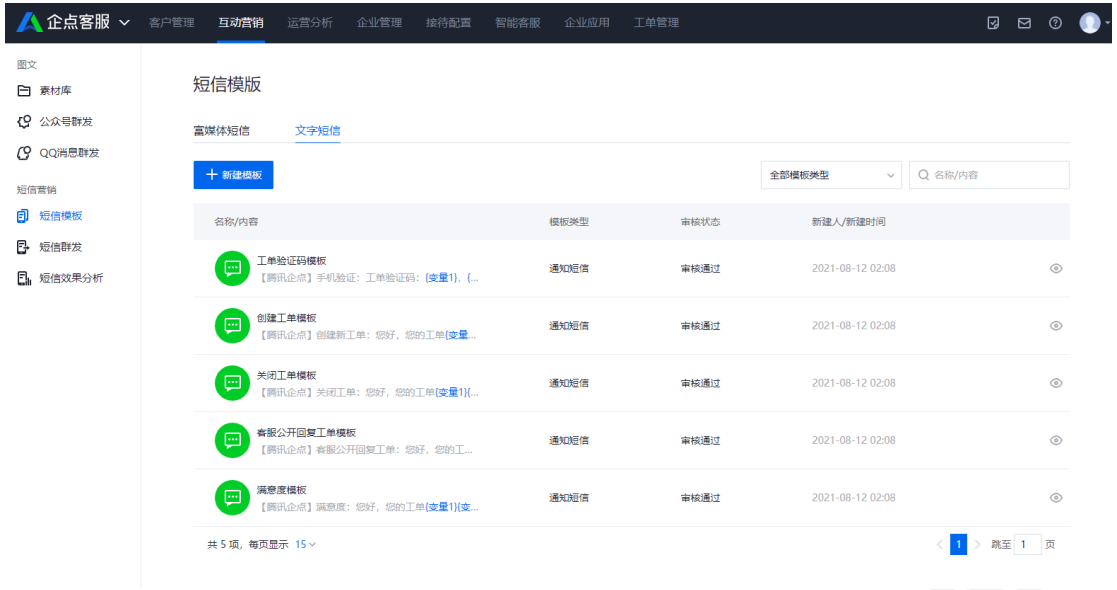 企点客服 客户管理 互动营销 运营分析 企业管理 接待配置 智能客服 企业应用 工单管理
图文
素材库
公众号群发
QQ消息群发
短信营销
短信模板
短信群发
短信效果分析
短信模版
富媒体短信 文字短信
新建模板 全部模板类型 名称/内容
名称/内容 模板类型 审核状态 新建人/新建时间
工单验证码模板
【腾讯企点】手机验证：工单验证码：{变量1}，{... 通知短信 审核通过 2021-08-12 02:08
创建工单模板
【腾讯企点】创建新工单：您好，您的工单{变量... 通知短信 审核通过 2021-08-12 02:08
关闭工单模板
【腾讯企点】关闭工单：您好，您的工单{变量1}{... 通知短信 审核通过 2021-08-12 02:08
客服公开回复工单模板
【腾讯企点】客服公开回复工单：您好，您的工... 通知短信 审核通过 2021-08-12 02:08
满意度模板
【腾讯企点】满意度：您好，您的工单{变量1}{变... 通知短信 审核通过 2021-08-12 02:08
共 5 项，每页显示 15 < 1 > 跳至 1 页